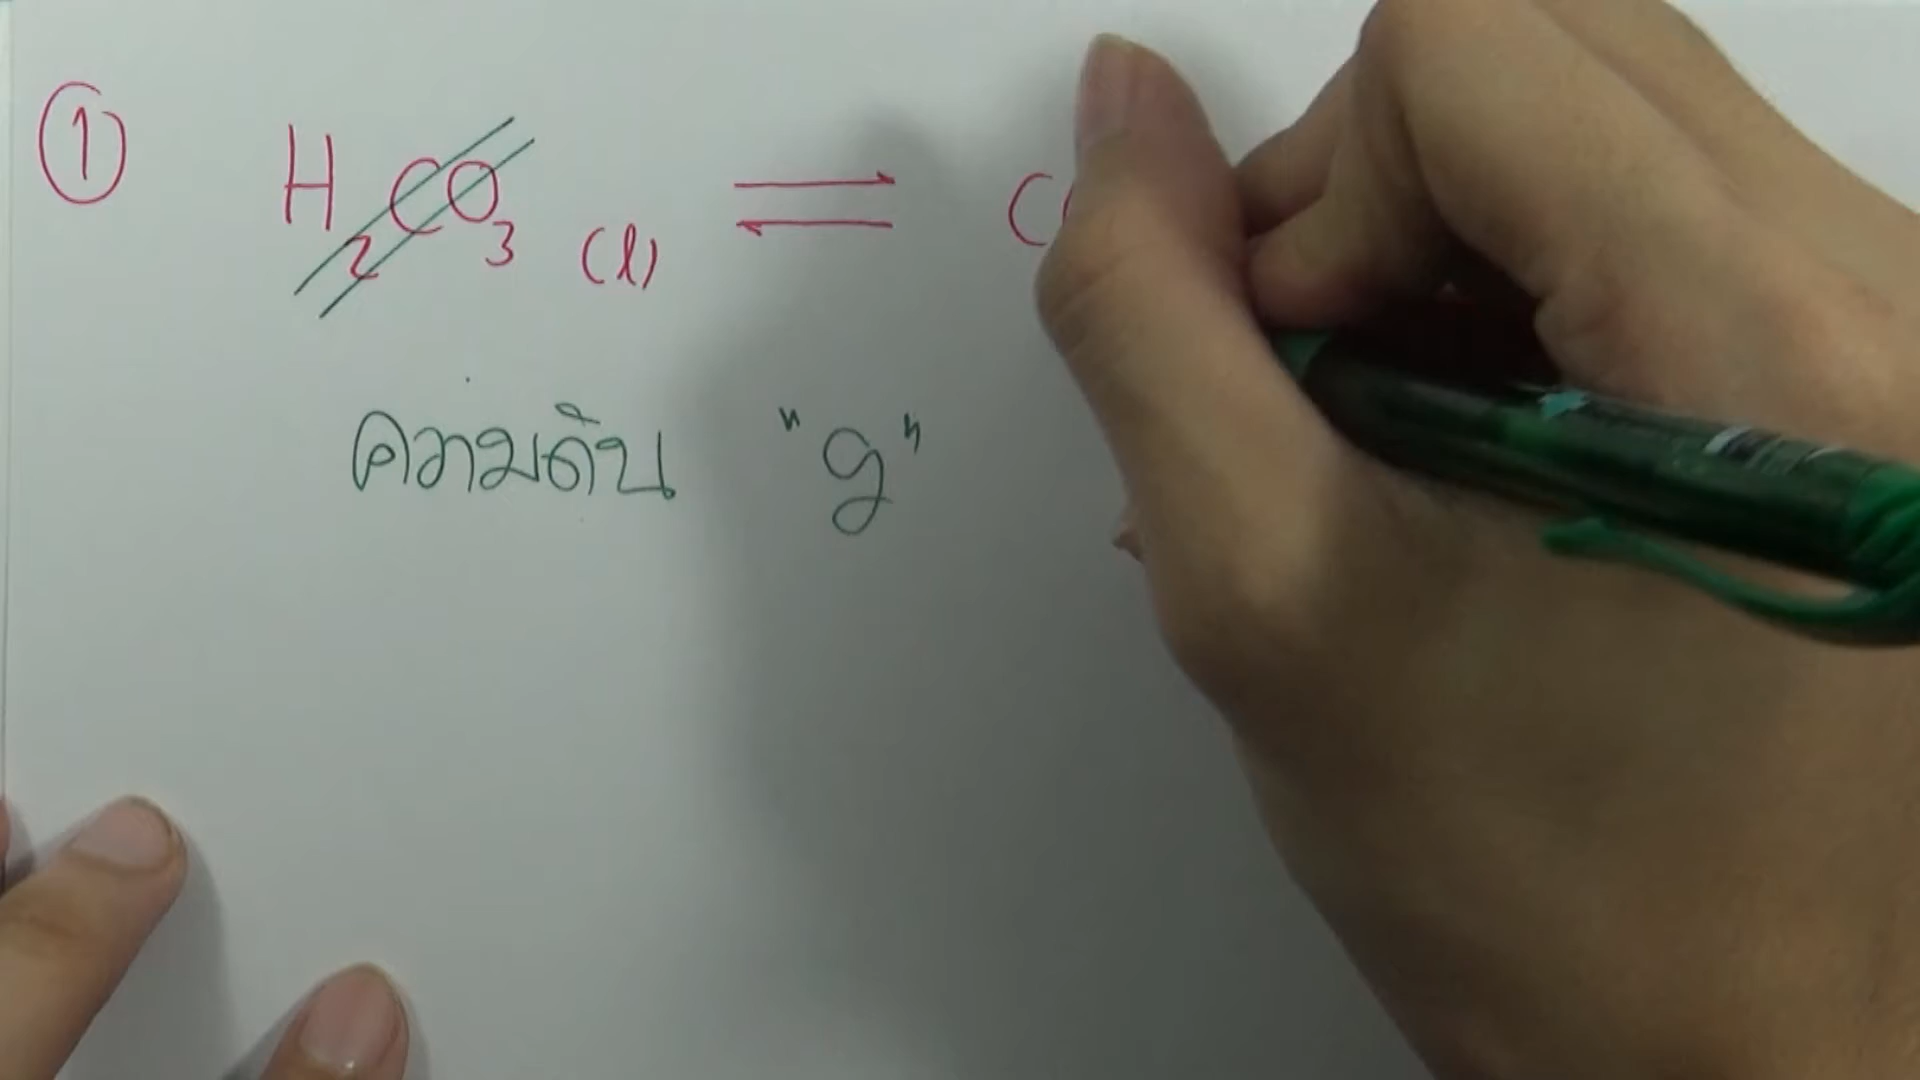 ① H₂CO₃ (l) ⇌ C
ความดัน "g"